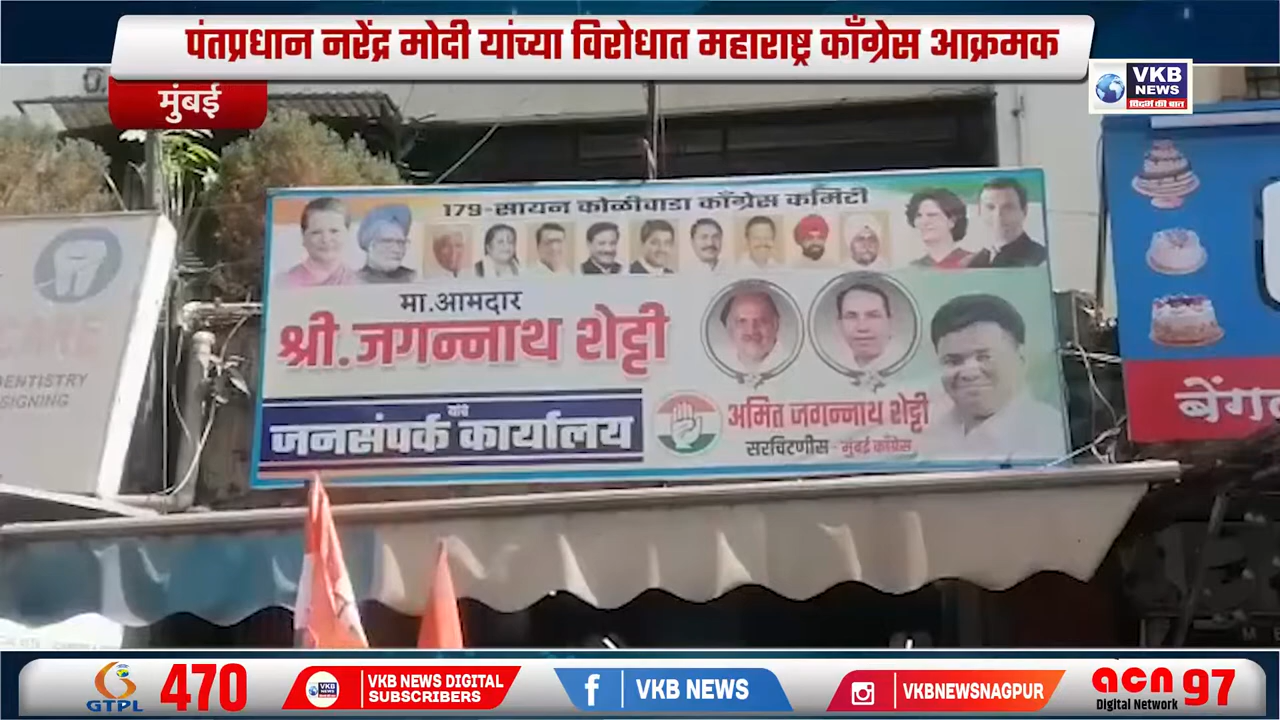 पंतप्रधान नरेंद्र मोदी यांच्या विरोधात महाराष्ट्र काँग्रेस आक्रमक
मुंबई
VKB
NEWS
विदर्भ की बात
179-सायन कोळीवाडा काँग्रेस कमिटी
मा.आमदार
श्री.जगन्नाथ शेट्टी
यांचे
जनसंपर्क कार्यालय
अमित जगन्नाथ शेट्टी
सरचिटणीस - मुंबई काँग्रेस
DENTISTRY
SIGNING
GTPL
470
VKB NEWS DIGITAL
SUBSCRIBERS
VKB NEWS
VKBNEWSNAGPUR
acn
Digital Network
97